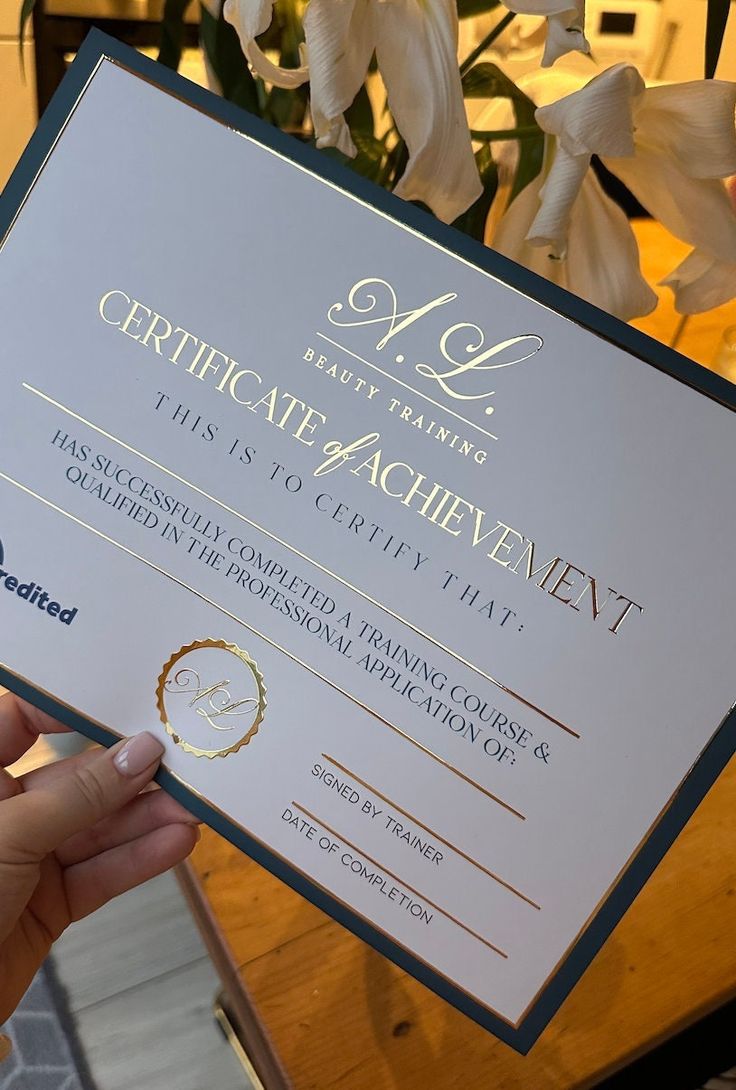 A. L.
BEAUTY TRAINING
CERTIFICATE of ACHIEVEMENT
THIS IS TO CERTIFY THAT:
HAS SUCCESSFULLY COMPLETED A TRAINING COURSE &
QUALIFIED IN THE PROFESSIONAL APPLICATION OF:
redited
AL
SIGNED BY TRAINER
DATE OF COMPLETION